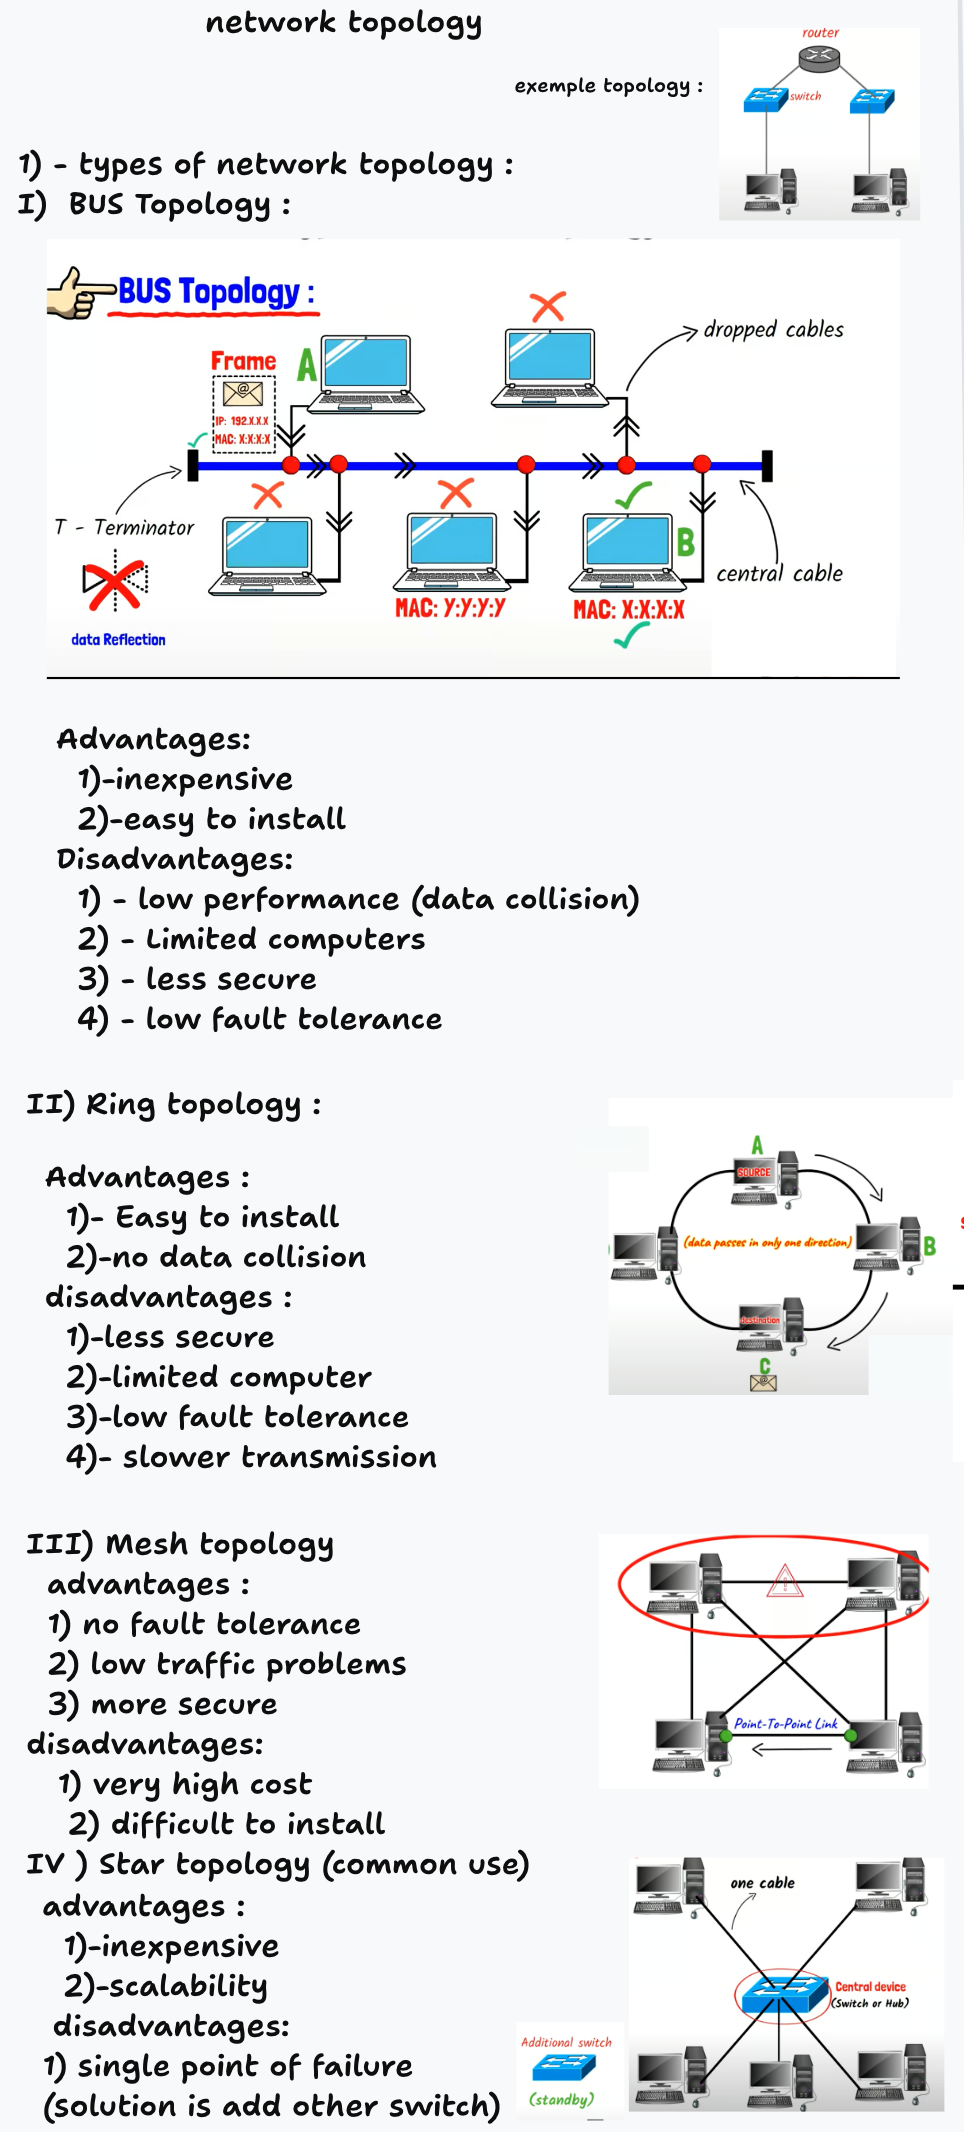 network topology
router
exemple topology :
switch
1) - types of network topology :
I) BUS Topology :
BUS Topology :
dropped cables
Frame
A
@
IP: 192.X.X.X
MAC: X:X:X:X
T - Terminator
B
central cable
MAC: Y:Y:Y:Y
MAC: X:X:X:X
data Reflection
Advantages:
1)-inexpensive
2)-easy to install
Disadvantages:
1) - low performance (data collision)
2) - Limited computers
3) - less secure
4) - low fault tolerance
II) Ring topology :
A
SOURCE
Advantages :
1)- Easy to install
(data passes in only one direction)
B
2)-no data collision
disadvantages :
destination
1)-less secure
C
@
2)-limited computer
3)-low fault tolerance
4)- slower transmission
III) Mesh topology
advantages :
1) no fault tolerance
2) low traffic problems
3) more secure
Point-To-Point Link
disadvantages:
1) very high cost
2) difficult to install
IV ) Star topology (common use)
one cable
advantages :
1)-inexpensive
2)-scalability
Central device
(Switch or Hub)
disadvantages:
Additional switch
1) single point of failure
(standby)
(solution is add other switch)